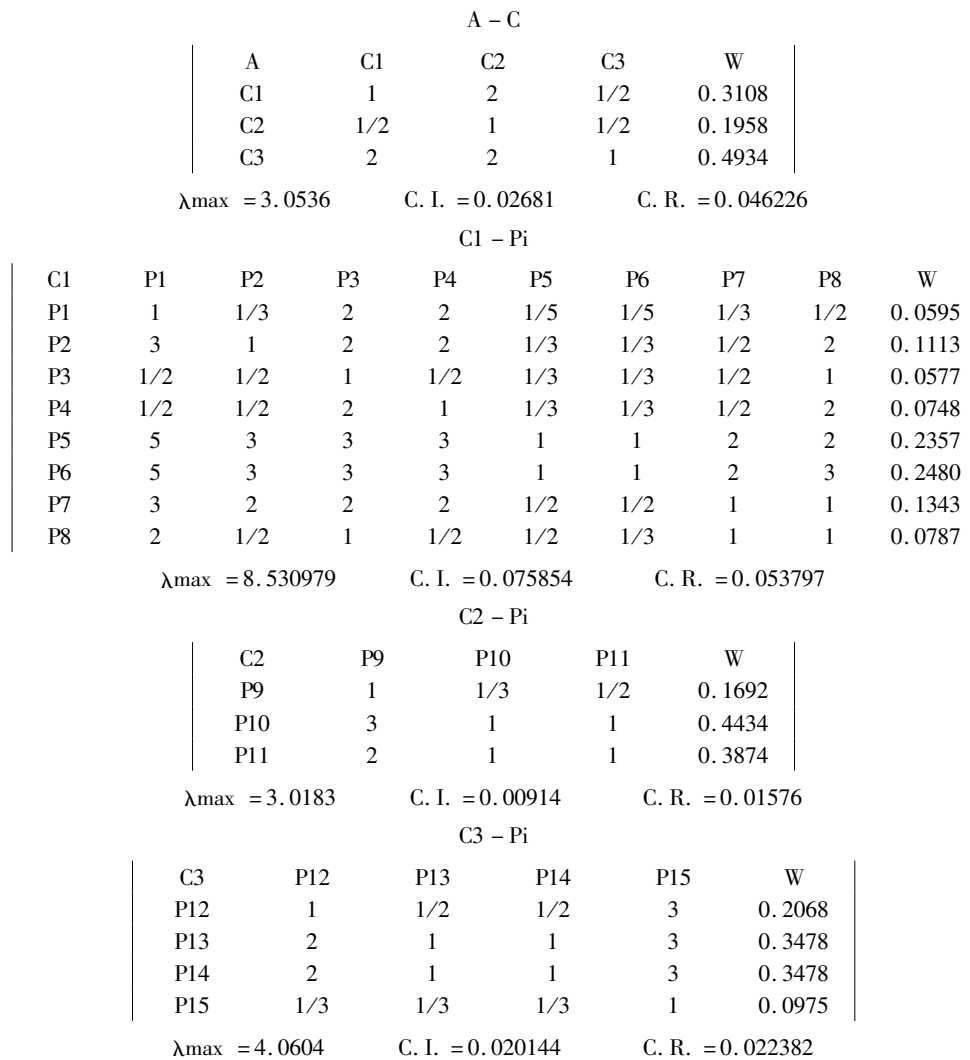 A – C
A C1 C2 C3 W
C1 1 2 1/2 0.3108
C2 1/2 1 1/2 0.1958
C3 2 2 1 0.4934
λmax =3.0536 C. I. =0.02681 C. R. =0.046226
C1 – Pi
C1 P1 P2 P3 P4 P5 P6 P7 P8 W
P1 1 1/3 2 2 1/5 1/5 1/3 1/2 0.0595
P2 3 1 2 2 1/3 1/3 1/2 2 0.1113
P3 1/2 1/2 1 1/2 1/3 1/3 1/2 1 0.0577
P4 1/2 1/2 2 1 1/3 1/3 1/2 2 0.0748
P5 5 3 3 3 1 1 2 2 0.2357
P6 5 3 3 3 1 1 2 3 0.2480
P7 3 2 2 2 1/2 1/2 1 1 0.1343
P8 2 1/2 1 1/2 1/2 1/3 1 1 0.0787
λmax =8.530979 C. I. =0.075854 C. R. =0.053797
C2 – Pi
C2 P9 P10 P11 W
P9 1 1/3 1/2 0.1692
P10 3 1 1 0.4434
P11 2 1 1 0.3874
λmax =3.0183 C. I. =0.00914 C. R. =0.01576
C3 – Pi
C3 P12 P13 P14 P15 W
P12 1 1/2 1/2 3 0.2068
P13 2 1 1 3 0.3478
P14 2 1 1 3 0.3478
P15 1/3 1/3 1/3 1 0.0975
λmax =4.0604 C. I. =0.020144 C. R. =0.022382